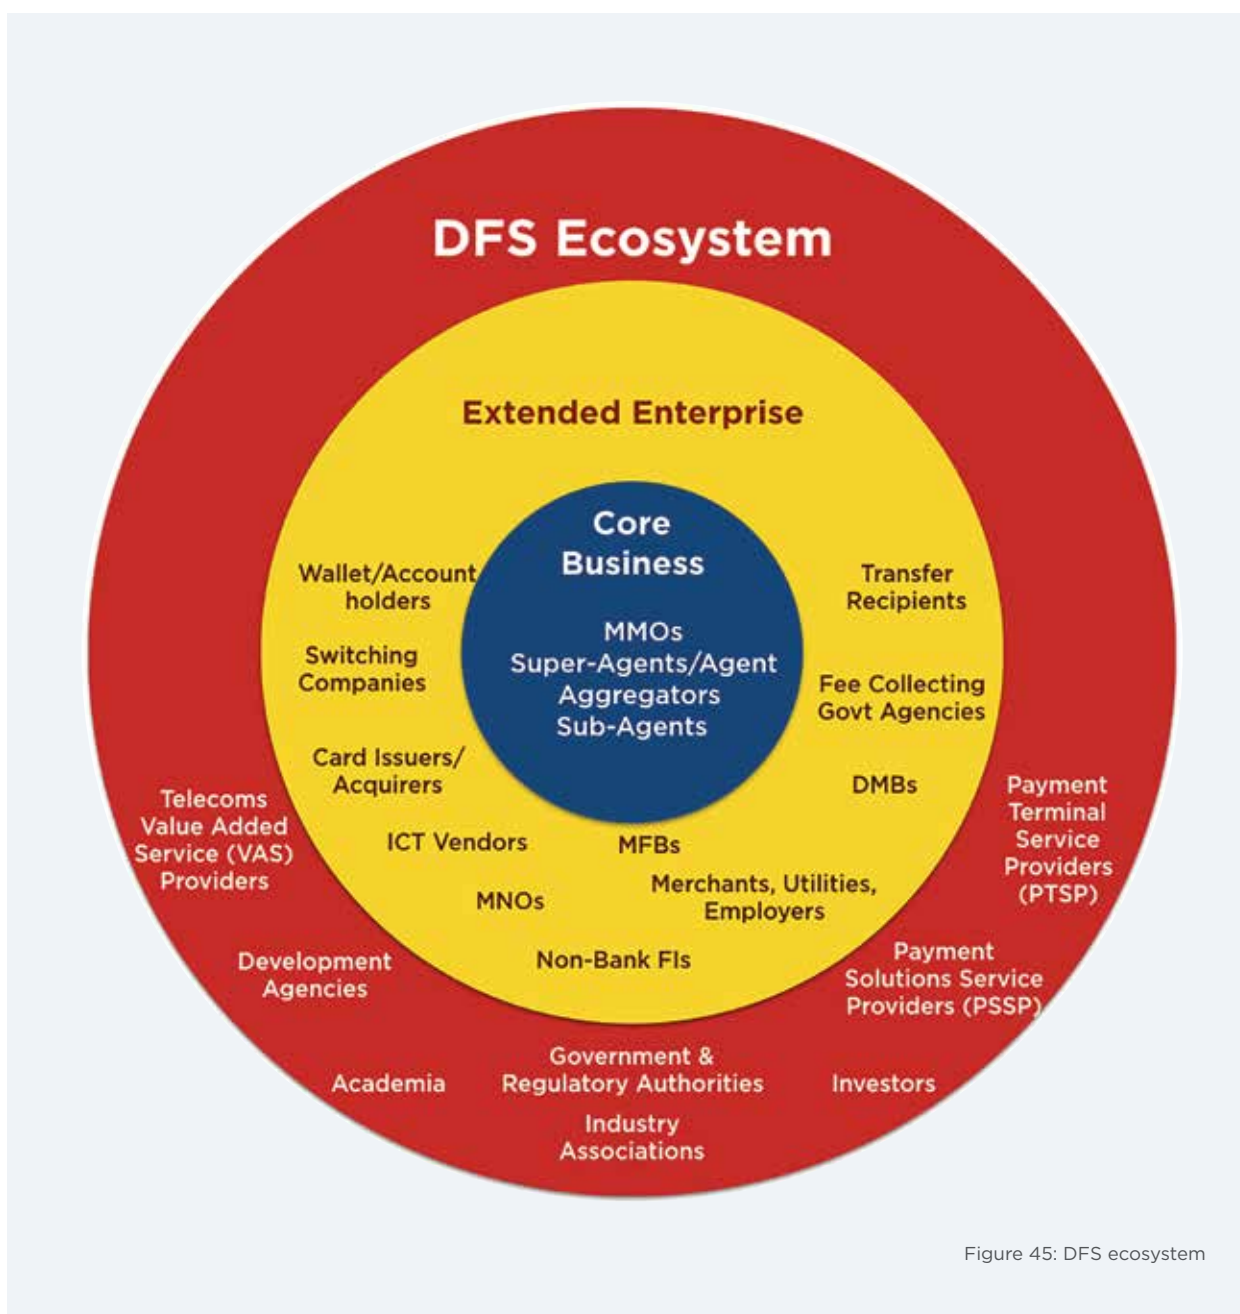 DFS Ecosystem
Extended Enterprise
Core
Business
MMOs
Super-Agents/Agent
Aggregators
Sub-Agents
Wallet/Account
holders
Switching
Companies
Card Issuers/
Acquirers
ICT Vendors
MNOs
Non-Bank FIs
MFBs
Merchants, Utilities,
Employers
DMBs
Fee Collecting
Govt Agencies
Transfer
Recipients
Telecoms
Value Added
Service (VAS)
Providers
Development
Agencies
Academia
Government &
Regulatory Authorities
Industry
Associations
Investors
Payment
Solutions Service
Providers (PSSP)
Payment
Terminal
Service
Providers
(PTSP)
Figure 45: DFS ecosystem